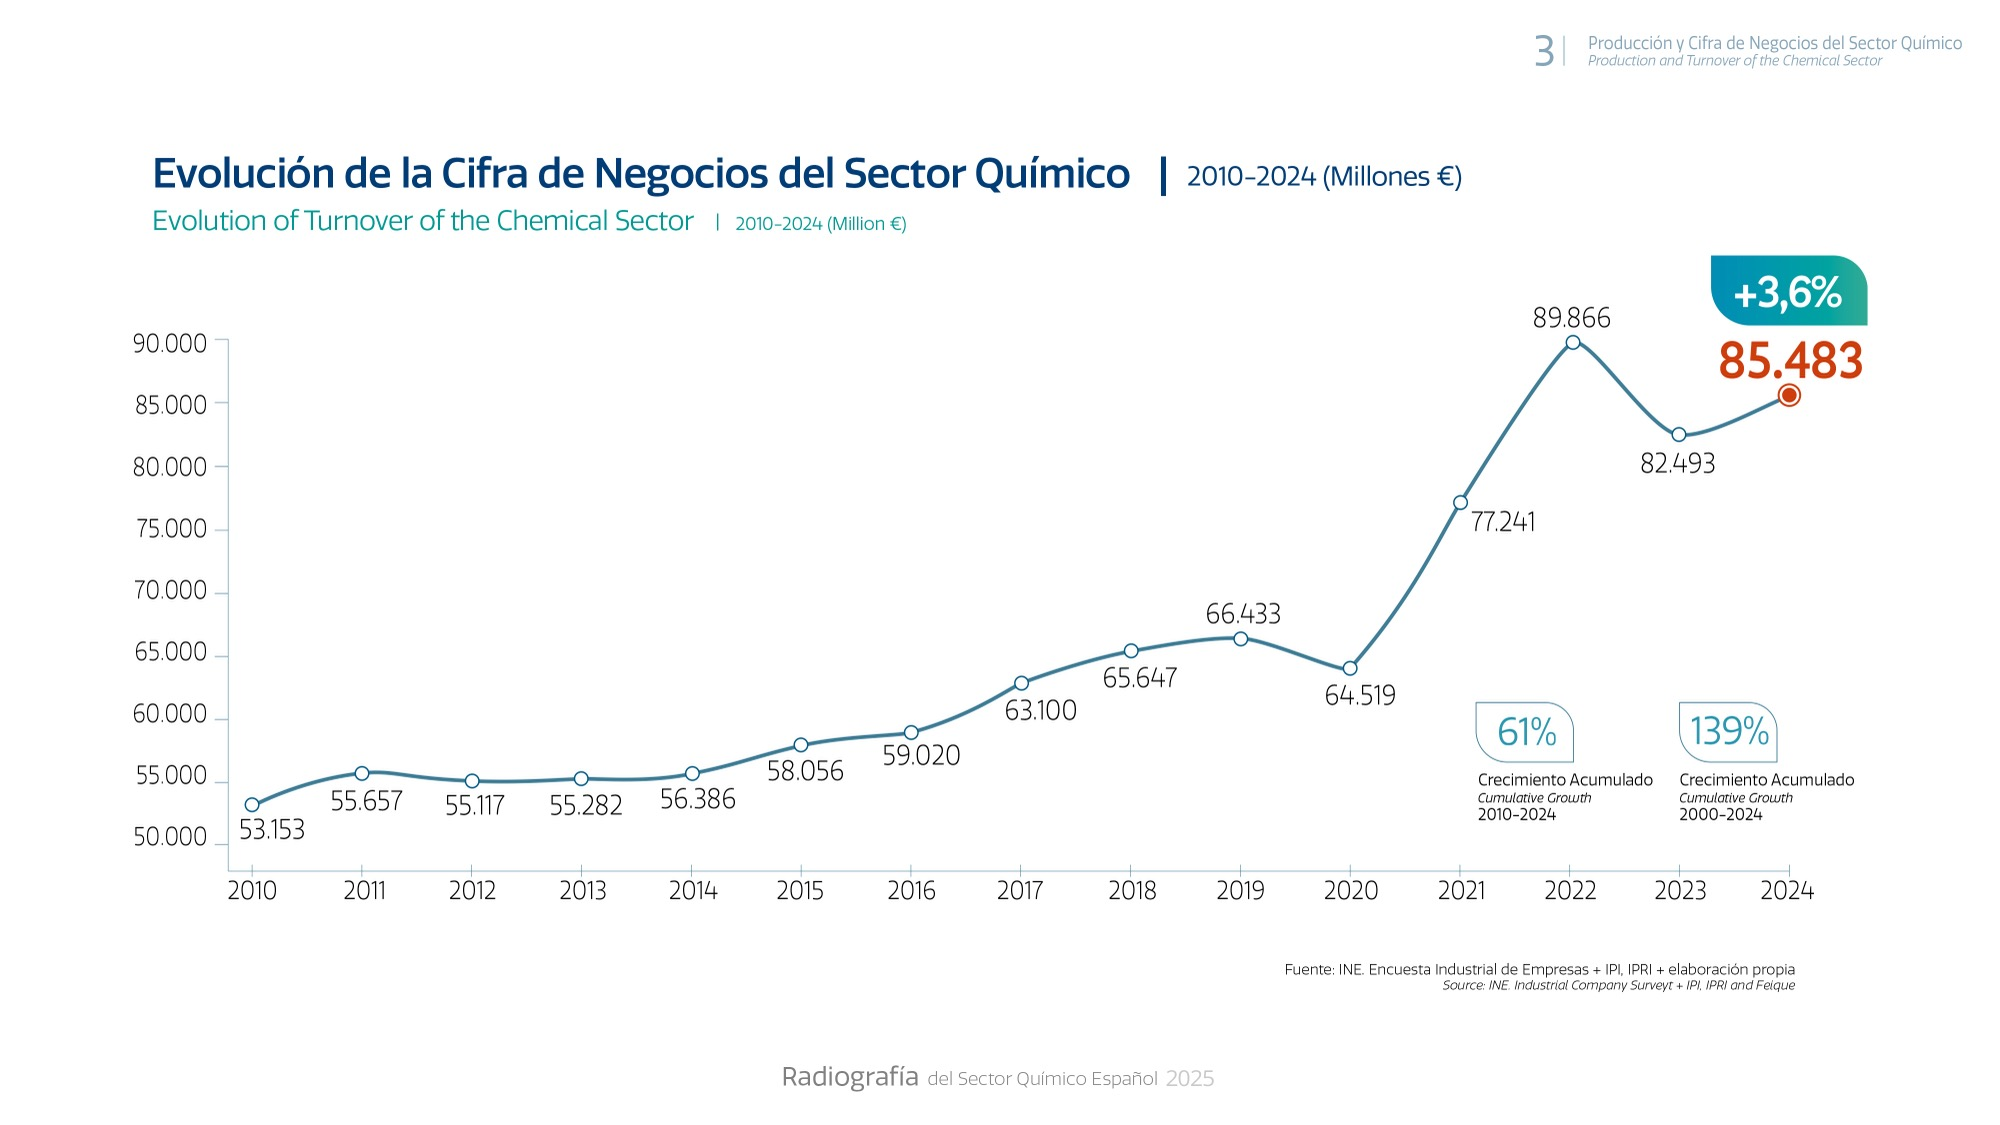 3 | Producción y Cifra de Negocios del Sector Químico
Production and Turnover of the Chemical Sector
Evolución de la Cifra de Negocios del Sector Químico | 2010-2024 (Millones €)
Evolution of Turnover of the Chemical Sector | 2010-2024 (Million €)
+3,6%
85.483
89.866
82.493
77.241
66.433
64.519
65.647
63.100
59.020
58.056
56.386
55.282
55.117
55.657
53.153
90.000
85.000
80.000
75.000
70.000
65.000
60.000
55.000
50.000
61%
Crecimiento Acumulado
Cumulative Growth
2010-2024
139%
Crecimiento Acumulado
Cumulative Growth
2000-2024
2010 2011 2012 2013 2014 2015 2016 2017 2018 2019 2020 2021 2022 2023 2024
Fuente: INE. Encuesta Industrial de Empresas + IPI, IPRI + elaboración propia
Source: INE. Industrial Company Surveyt + IPI, IPRI and Feique
Radiografía del Sector Químico Español 2025